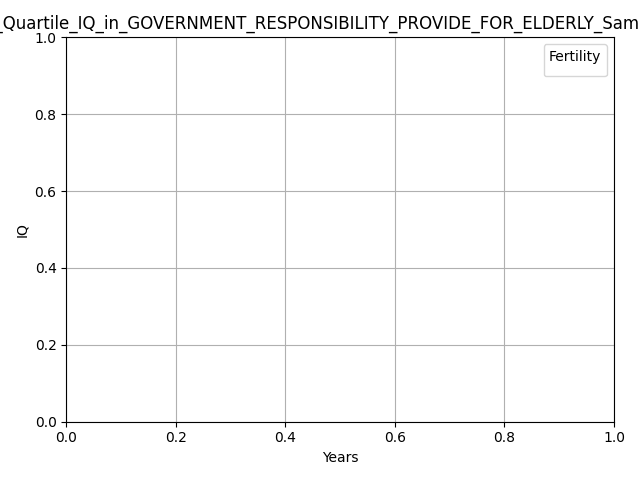 _Quartile_IQ_in_GOVERNMENT_RESPONSIBILITY_PROVIDE_FOR_ELDERLY_Sam
Fertility
1.0
0.8
0.6
0.4
0.2
0.0
IQ
0.0 0.2 0.4 0.6 0.8 1.0
Years